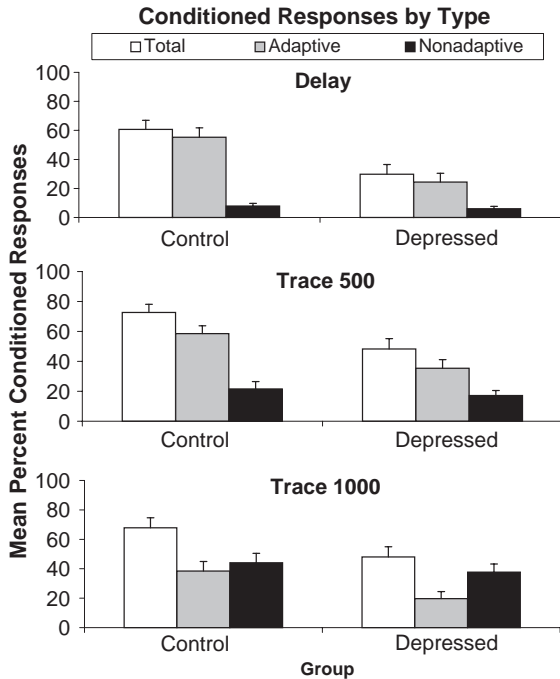 Conditioned Responses by Type
Total Adaptive Nonadaptive
Mean Percent Conditioned Responses
Delay
100
80
60
40
20
0
Control Depressed
Trace 500
100
80
60
40
20
0
Control Depressed
Trace 1000
100
80
60
40
20
0
Control Depressed
Group